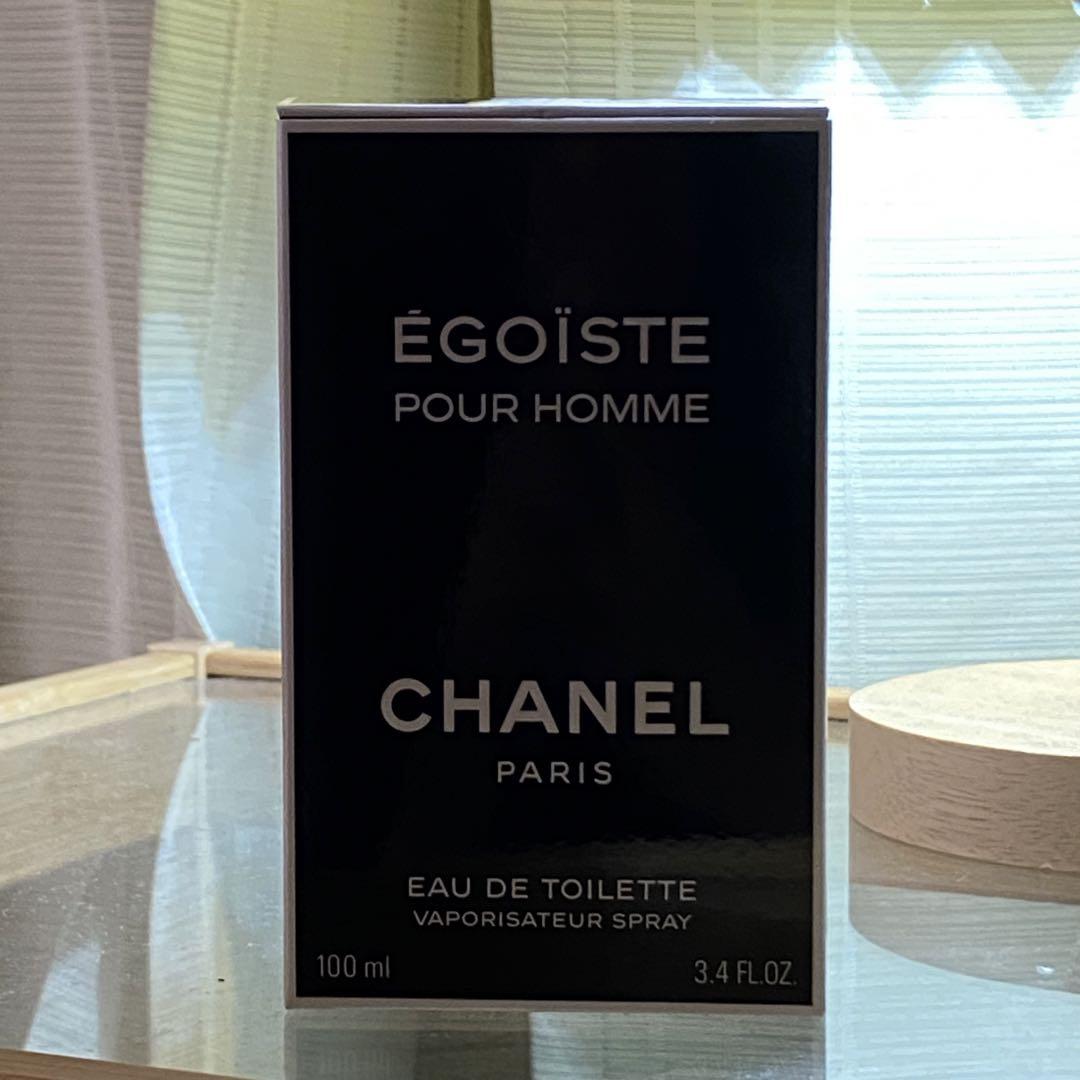 ÉGOÏSTE
POUR HOMME
CHANEL
PARIS
EAU DE TOILETTE
VAPORISATEUR SPRAY
100 ml 3.4 FL.OZ.